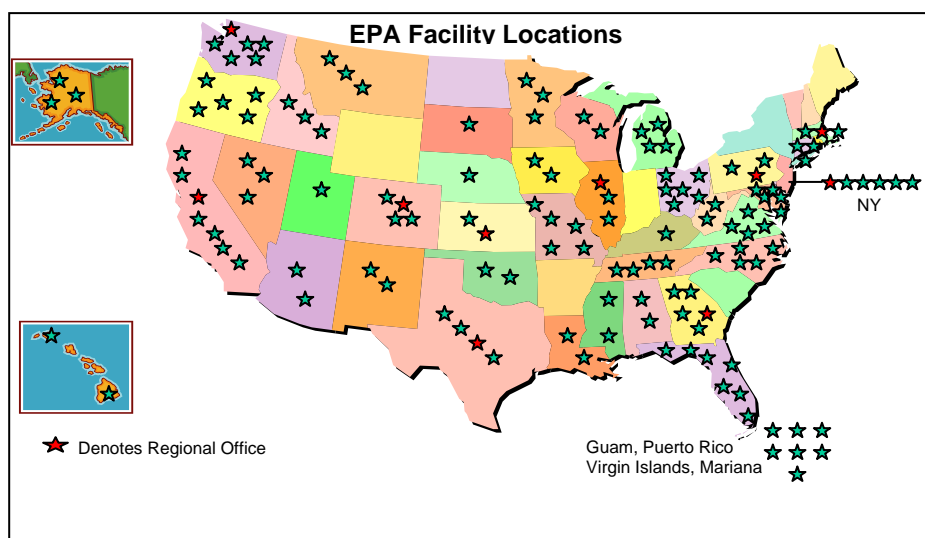 EPA Facility Locations
NY
Denotes Regional Office
Guam, Puerto Rico
Virgin Islands, Mariana